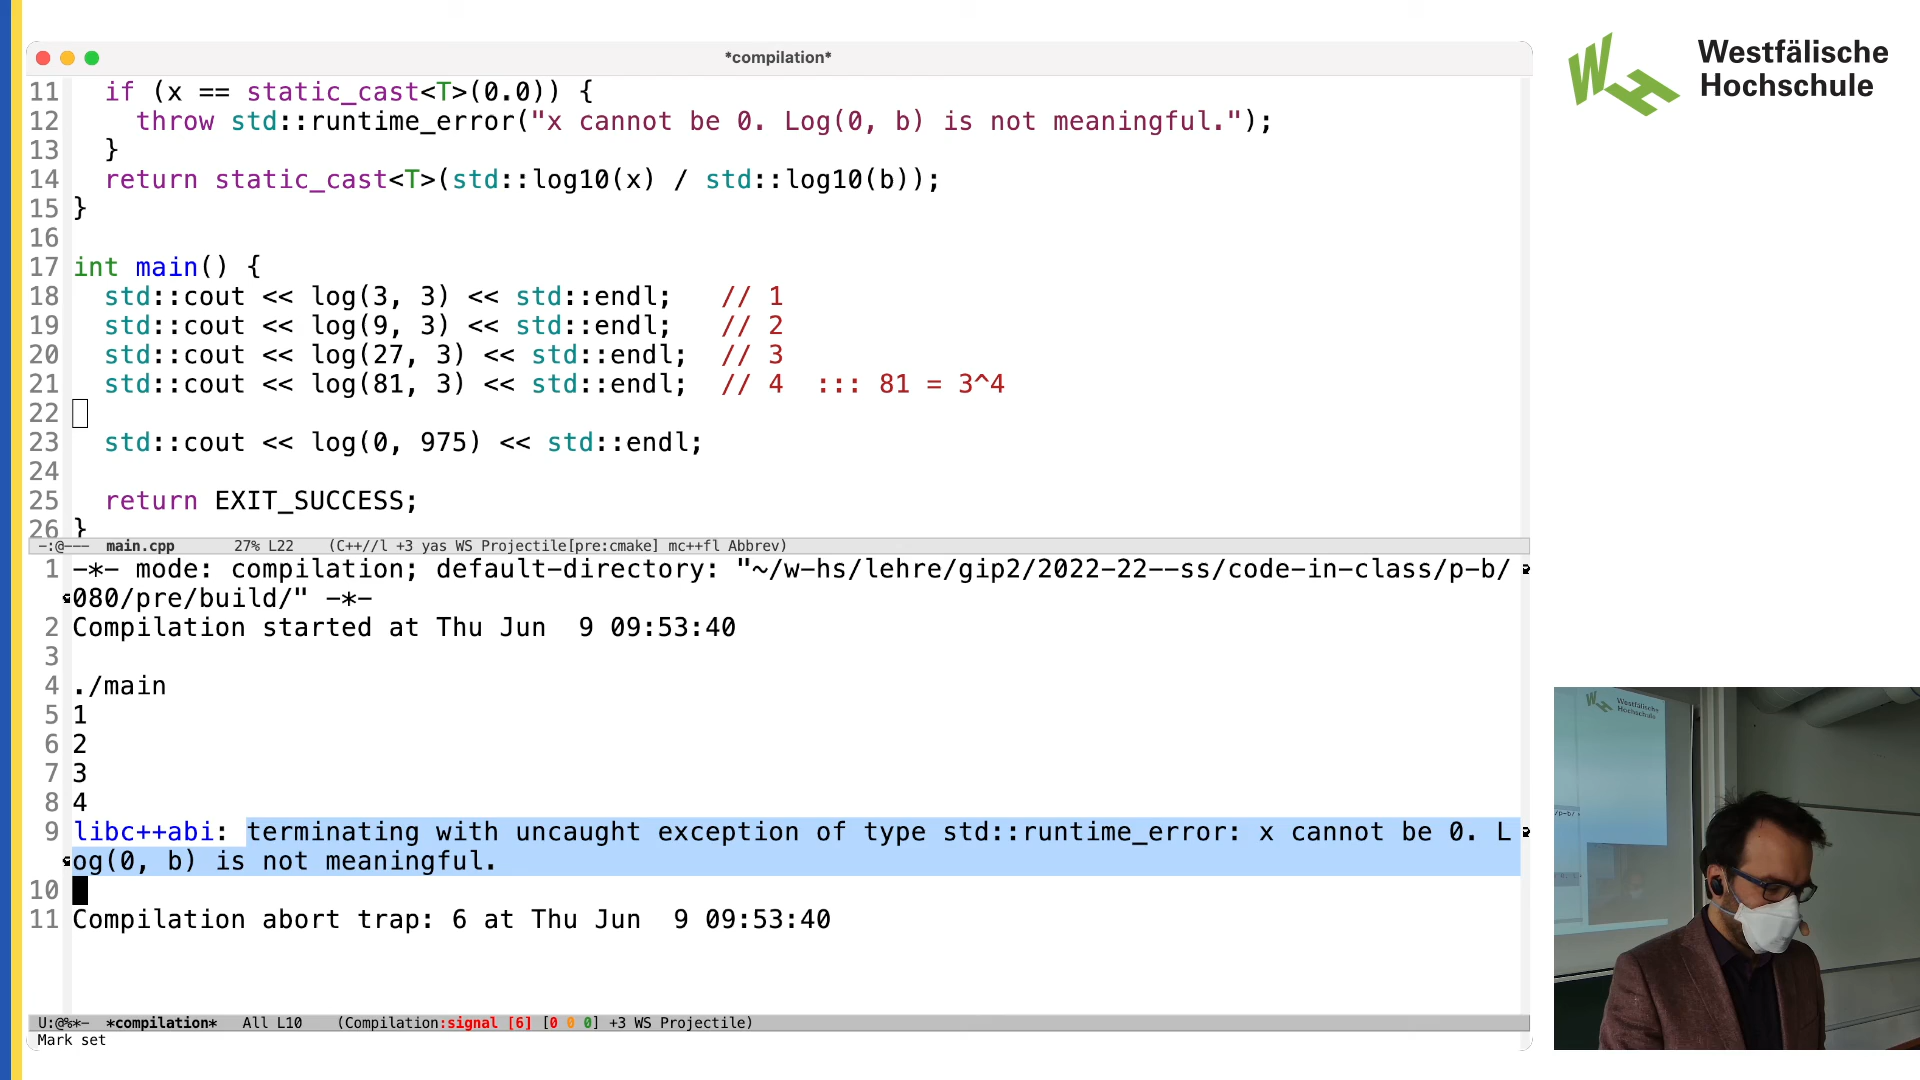 *compilation*
Westfälische
Hochschule
11 if (x == static_cast<T>(0.0)) {
12 throw std::runtime_error("x cannot be 0. Log(0, b) is not meaningful.");
13 }
14 return static_cast<T>(std::log10(x) / std::log10(b));
15 }
16
17 int main() {
18 std::cout << log(3, 3) << std::endl; // 1
19 std::cout << log(9, 3) << std::endl; // 2
20 std::cout << log(27, 3) << std::endl; // 3
21 std::cout << log(81, 3) << std::endl; // 4 ::: 81 = 3^4
22
23 std::cout << log(0, 975) << std::endl;
24
25 return EXIT_SUCCESS;
26 }
-:@--- main.cpp 27% L22 (C++//l +3 yas WS Projectile[pre:cmake] mc++fl Abbrev)
1 -*- mode: compilation; default-directory: "~/w-hs/lehre/gip2/2022-22--ss/code-in-class/p-b/
080/pre/build/" -*-
2 Compilation started at Thu Jun  9 09:53:40
3
4 ./main
5 1
6 2
7 3
8 4
9 libc++abi: terminating with uncaught exception of type std::runtime_error: x cannot be 0. L
og(0, b) is not meaningful.
10
11 Compilation abort trap: 6 at Thu Jun  9 09:53:40
U:@%*- *compilation* All L10 (Compilation:signal [6] [0 0 0] +3 WS Projectile)
Mark set
Westfälische
Hochschule